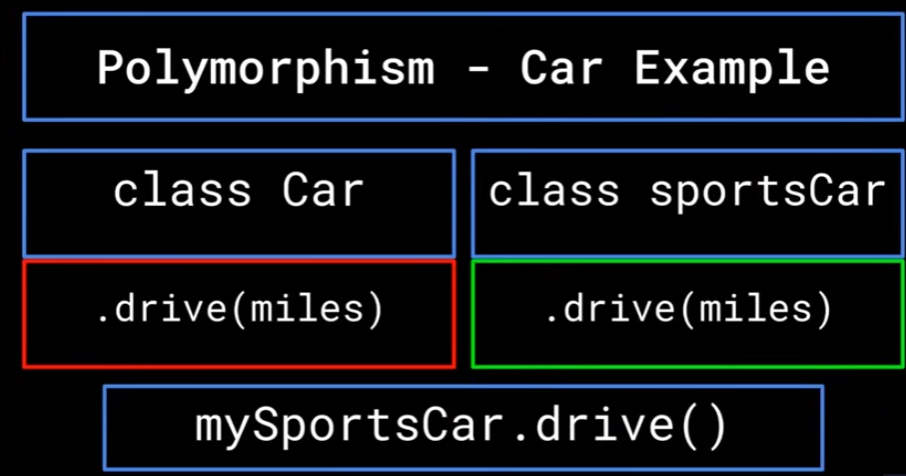 Polymorphism - Car Example
class Car
class sportsCar
.drive(miles)
.drive(miles)
mySportsCar.drive()